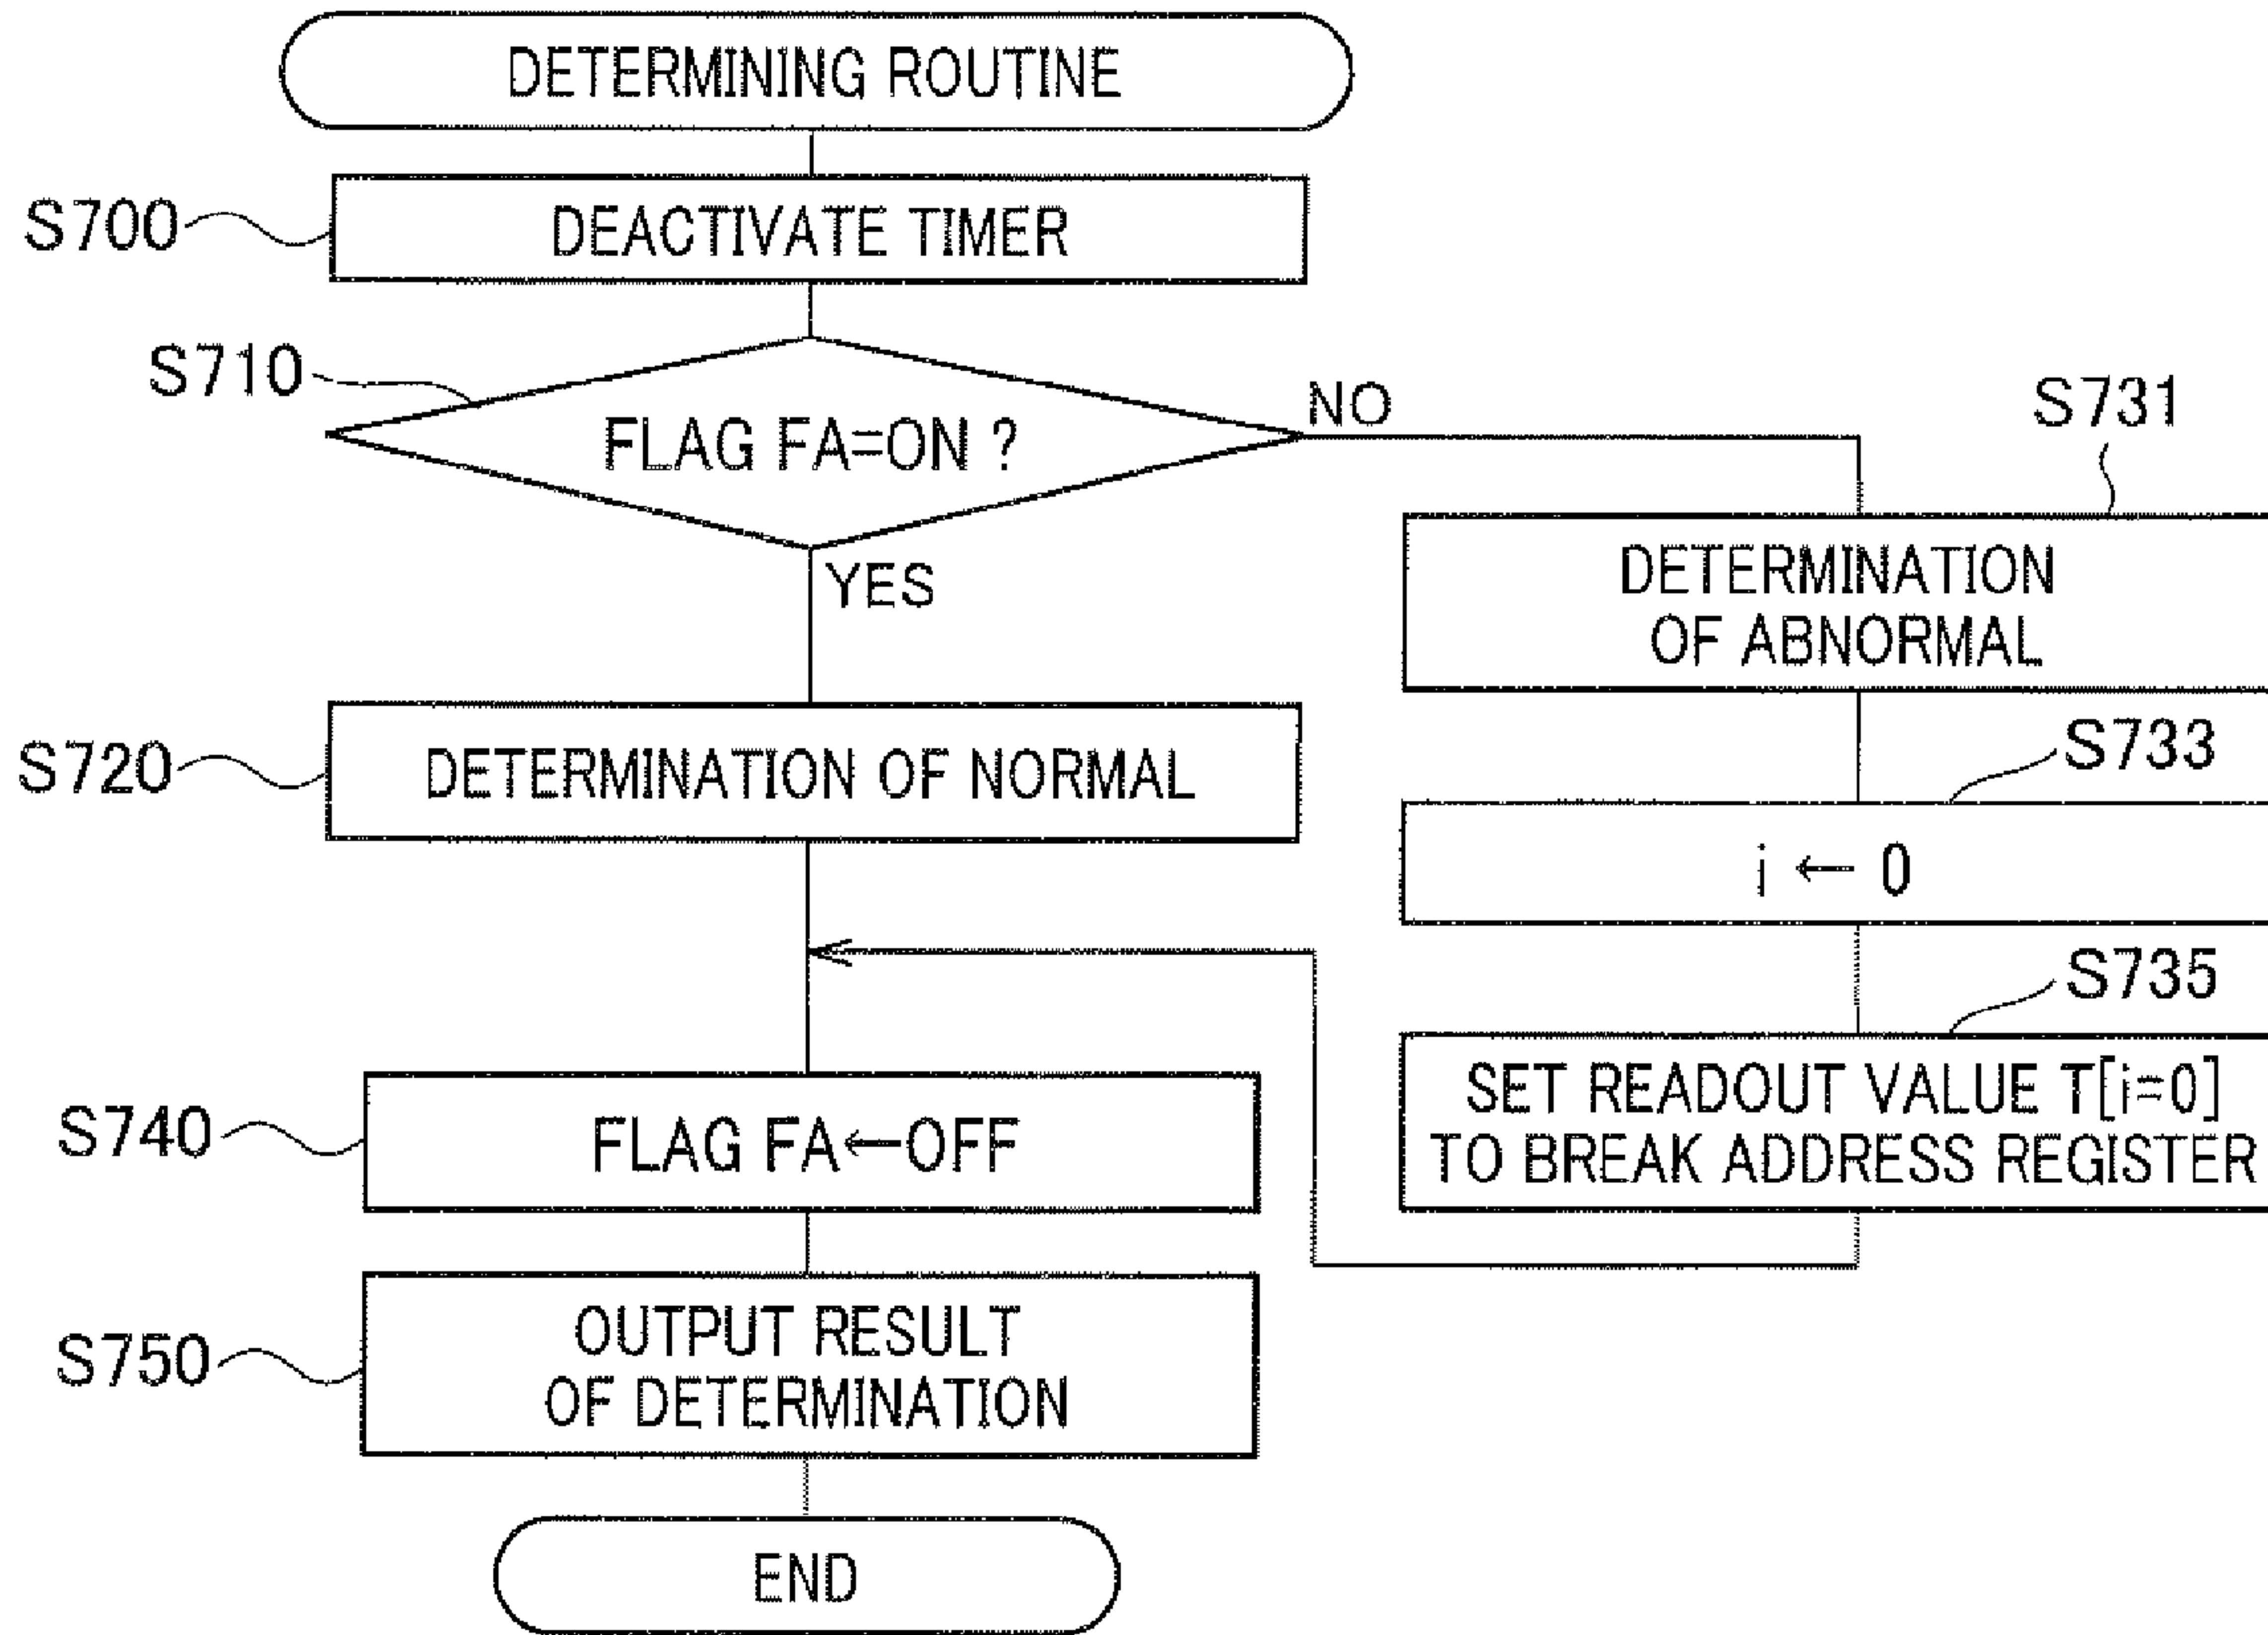 DETERMINING ROUTINE
S700
DEACTIVATE TIMER
S710
FLAG FA=ON ?
NO
YES
S720
DETERMINATION OF NORMAL
S731
DETERMINATION
OF ABNORMAL
S733
i ← 0
S735
SET READOUT VALUE T[i=0]
TO BREAK ADDRESS REGISTER
S740
FLAG FA←OFF
S750
OUTPUT RESULT
OF DETERMINATION
END